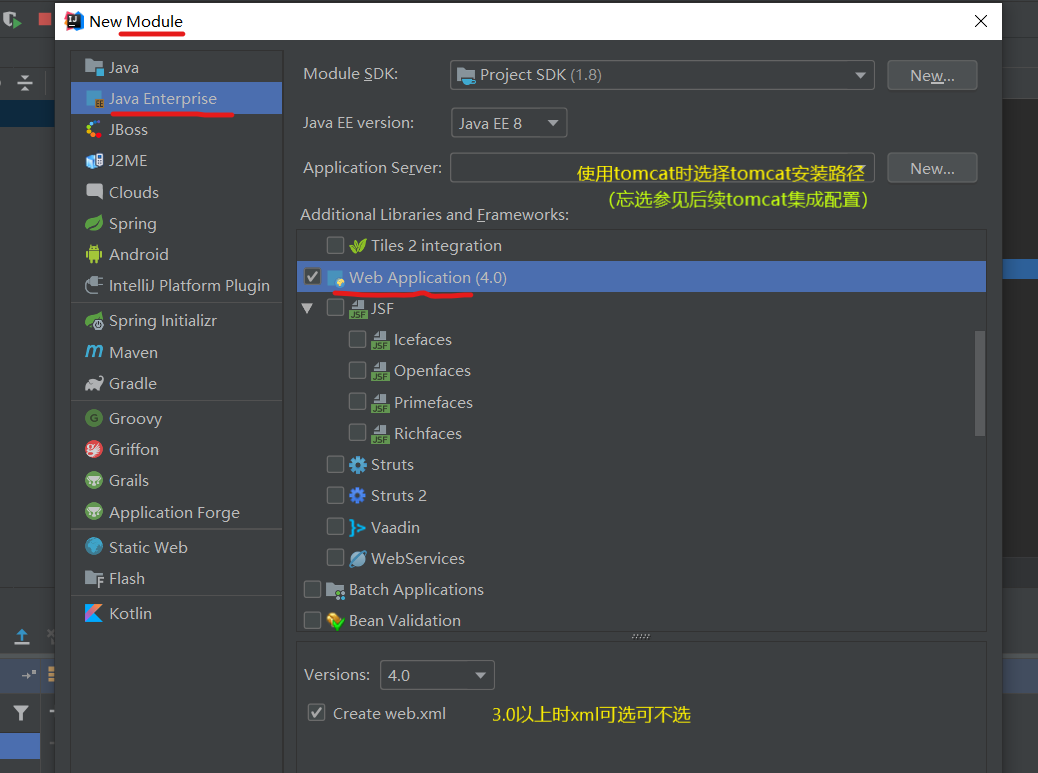 New Module
Java
Java Enterprise
JBoss
J2ME
Clouds
Spring
Android
IntelliJ Platform Plugin
Spring Initializr
Maven
Gradle
Groovy
Griffon
Grails
Application Forge
Static Web
Flash
Kotlin
Module SDK:
Project SDK (1.8)
New...
Java EE version:
Java EE 8
Application Server:
使用tomcat时选择tomcat安装路径
New...
(忘选参见后续tomcat集成配置)
Additional Libraries and Frameworks:
Tiles 2 integration
Web Application (4.0)
JSF
Icefaces
Openfaces
Primefaces
Richfaces
Struts
Struts 2
Vaadin
WebServices
Batch Applications
Bean Validation
Versions:
4.0
Create web.xml
3.0以上时xml可选可不选